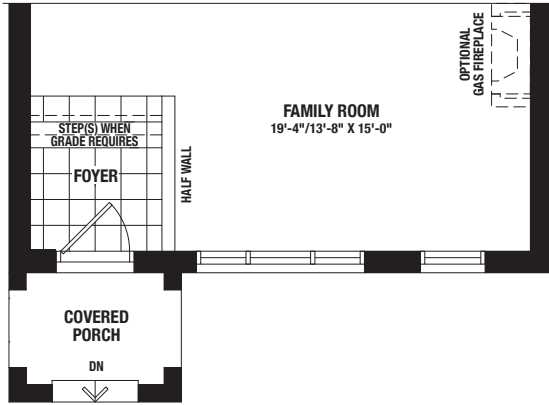 OPTIONAL
GAS FIREPLACE
FAMILY ROOM
19'-4"/13'-8" X 15'-0"
STEP(S) WHEN
GRADE REQUIRES
FOYER
HALF WALL
COVERED
PORCH
DN